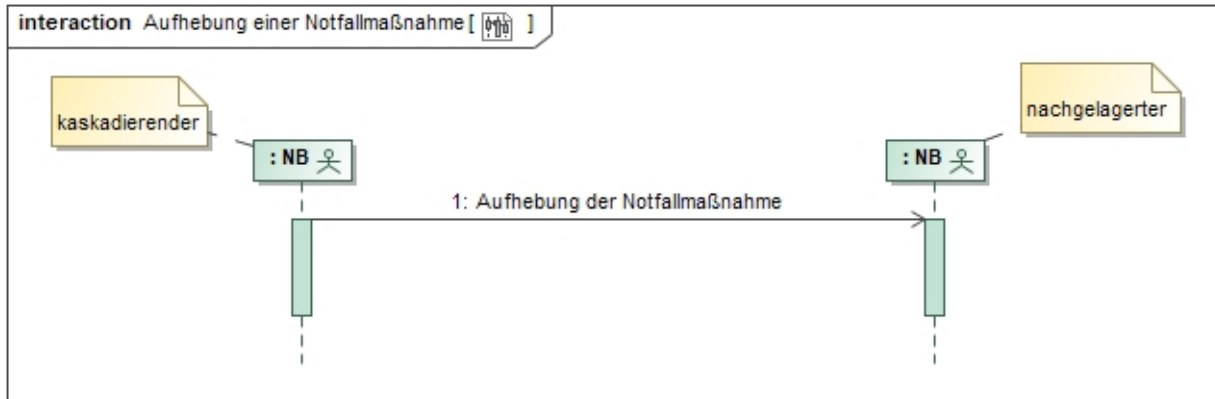 interaction Aufhebung einer Notfallmaßnahme [ ]
kaskadierender
nachgelagerter
: NB
: NB
1: Aufhebung der Notfallmaßnahme